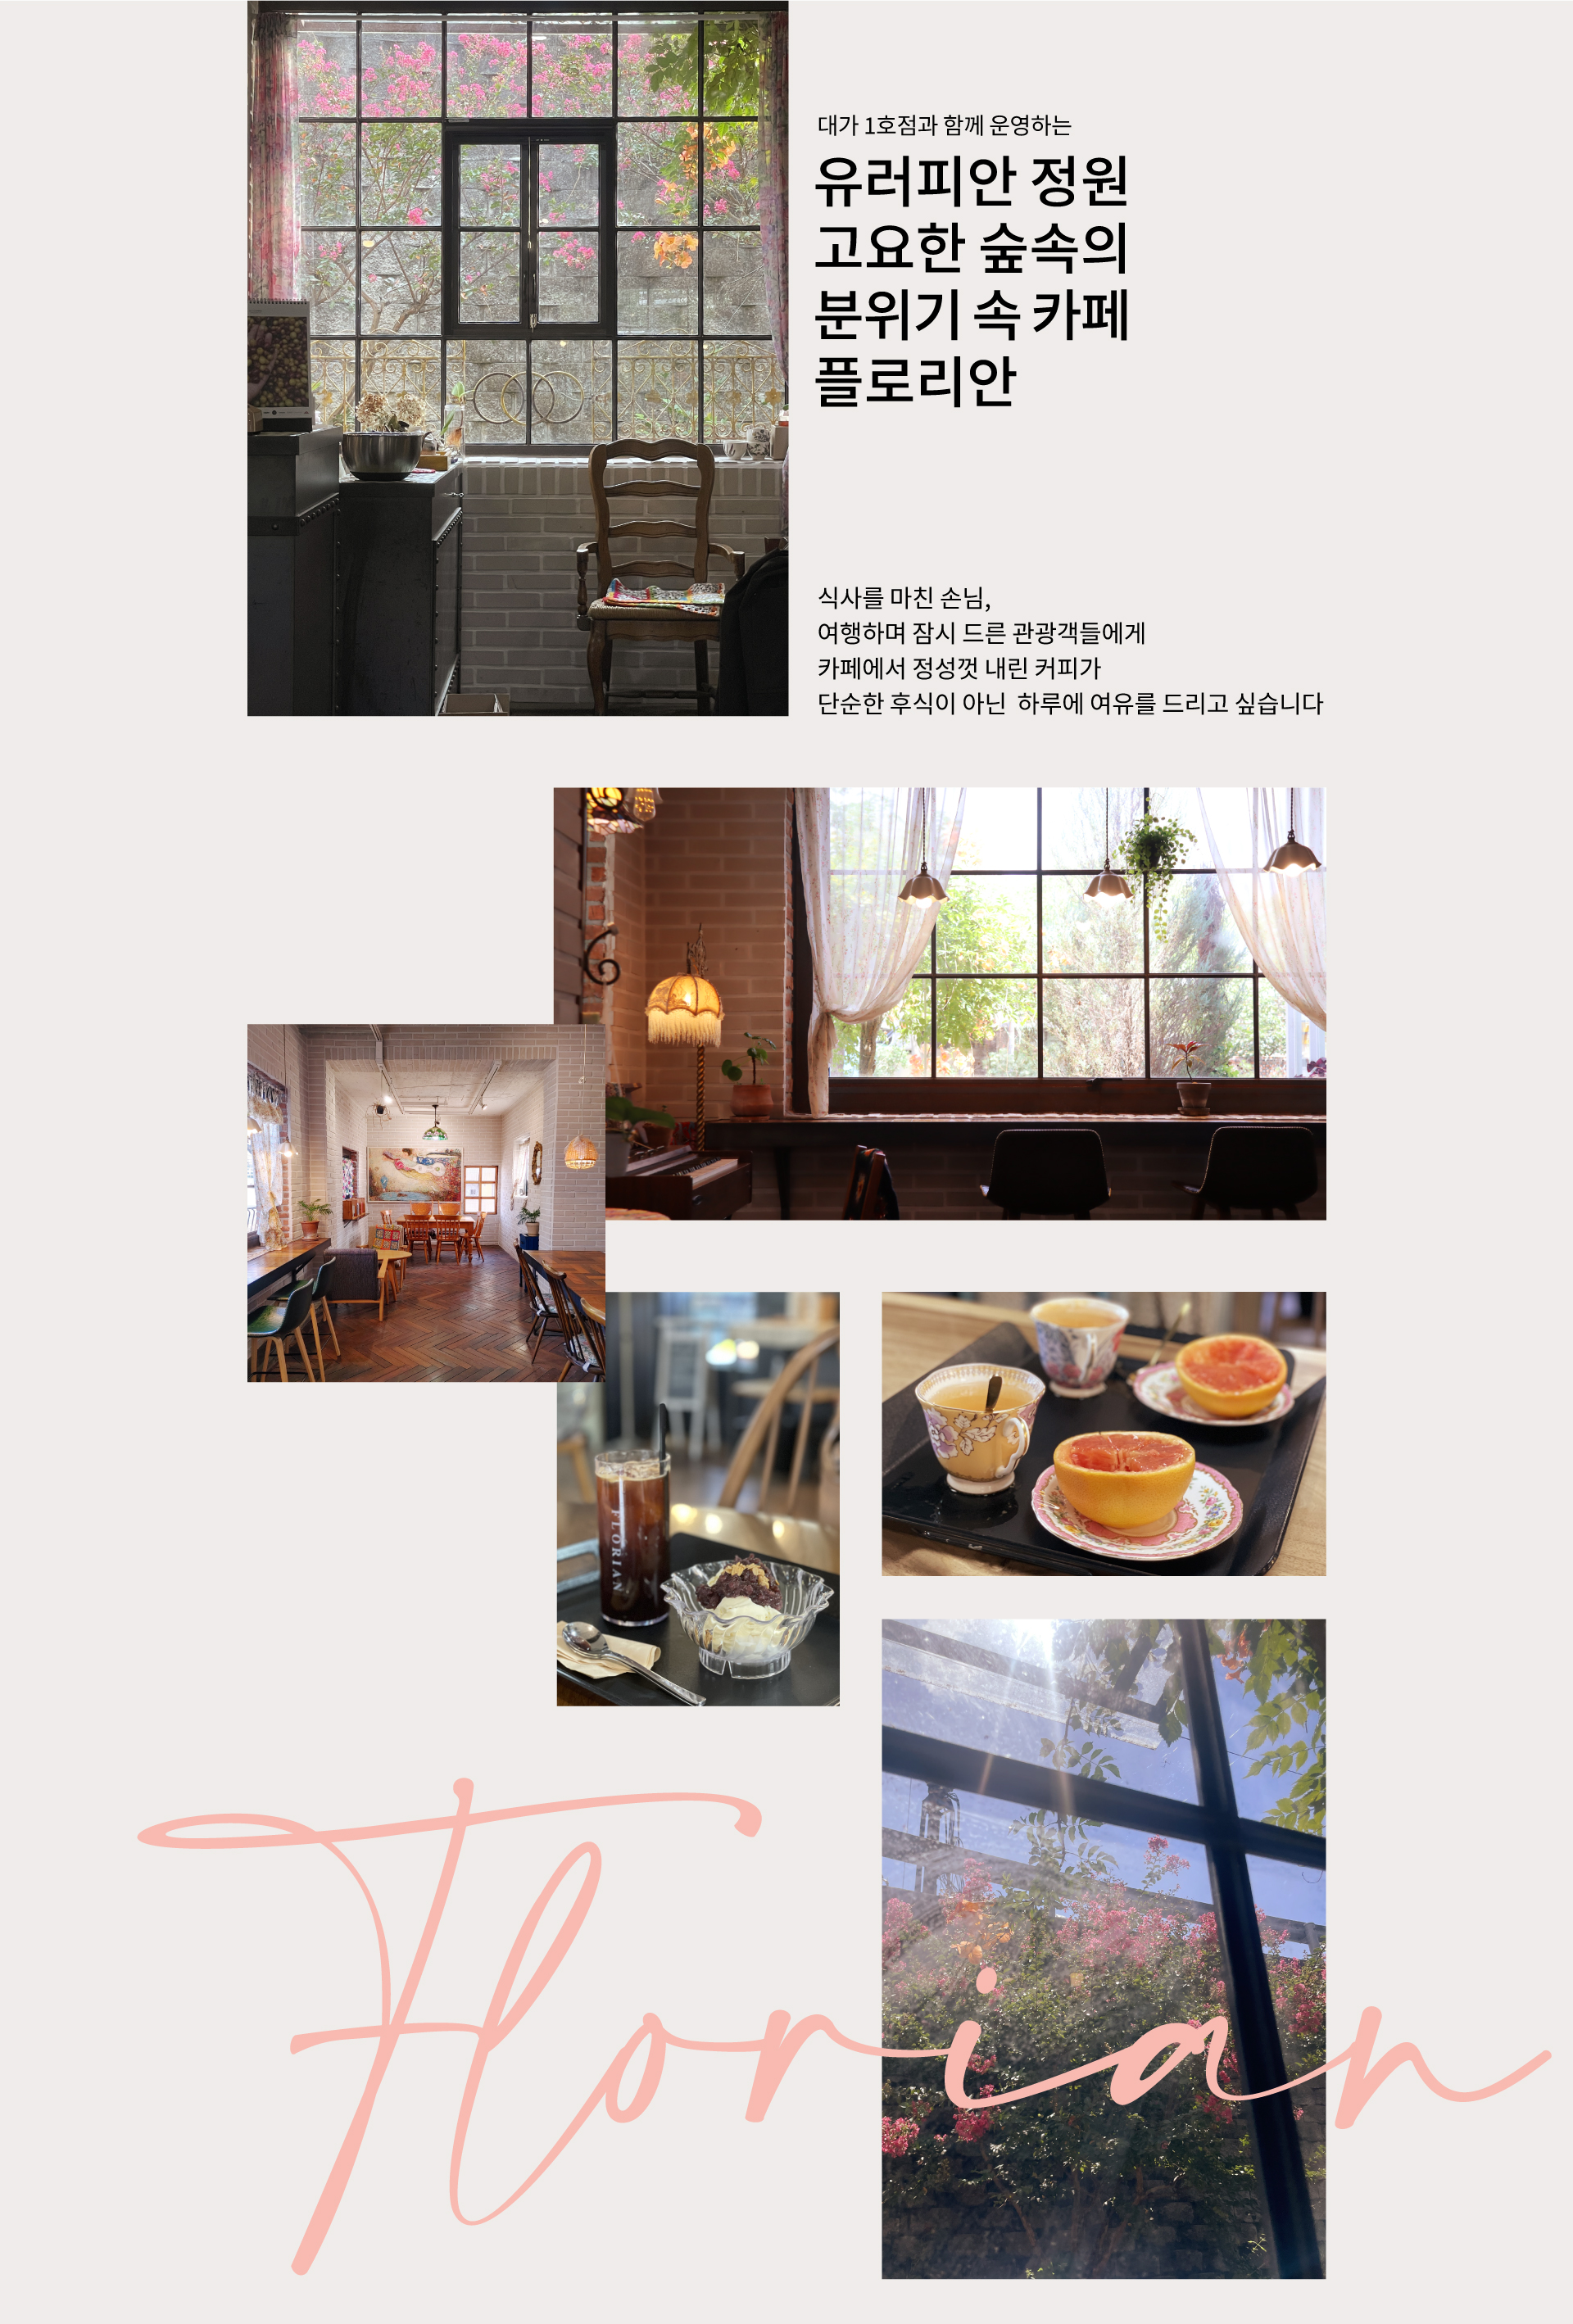 대가 1호점과 함께 운영하는
유러피안 정원
고요한 숲속의
분위기 속 카페
플로리안
식사를 마친 손님,
여행하며 잠시 드른 관광객들에게
카페에서 정성껏 내린 커피가
단순한 후식이 아닌  하루에 여유를 드리고 싶습니다
FLORIAN
Florian